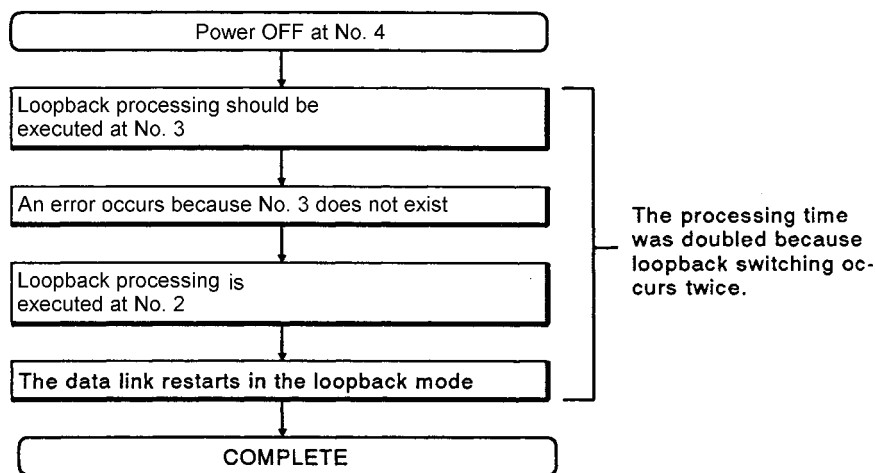 Power OFF at No. 4
Loopback processing should be
executed at No. 3
An error occurs because No. 3 does not exist
Loopback processing is
executed at No. 2
The data link restarts in the loopback mode
COMPLETE
The processing time
was doubled because
loopback switching oc-
curs twice.